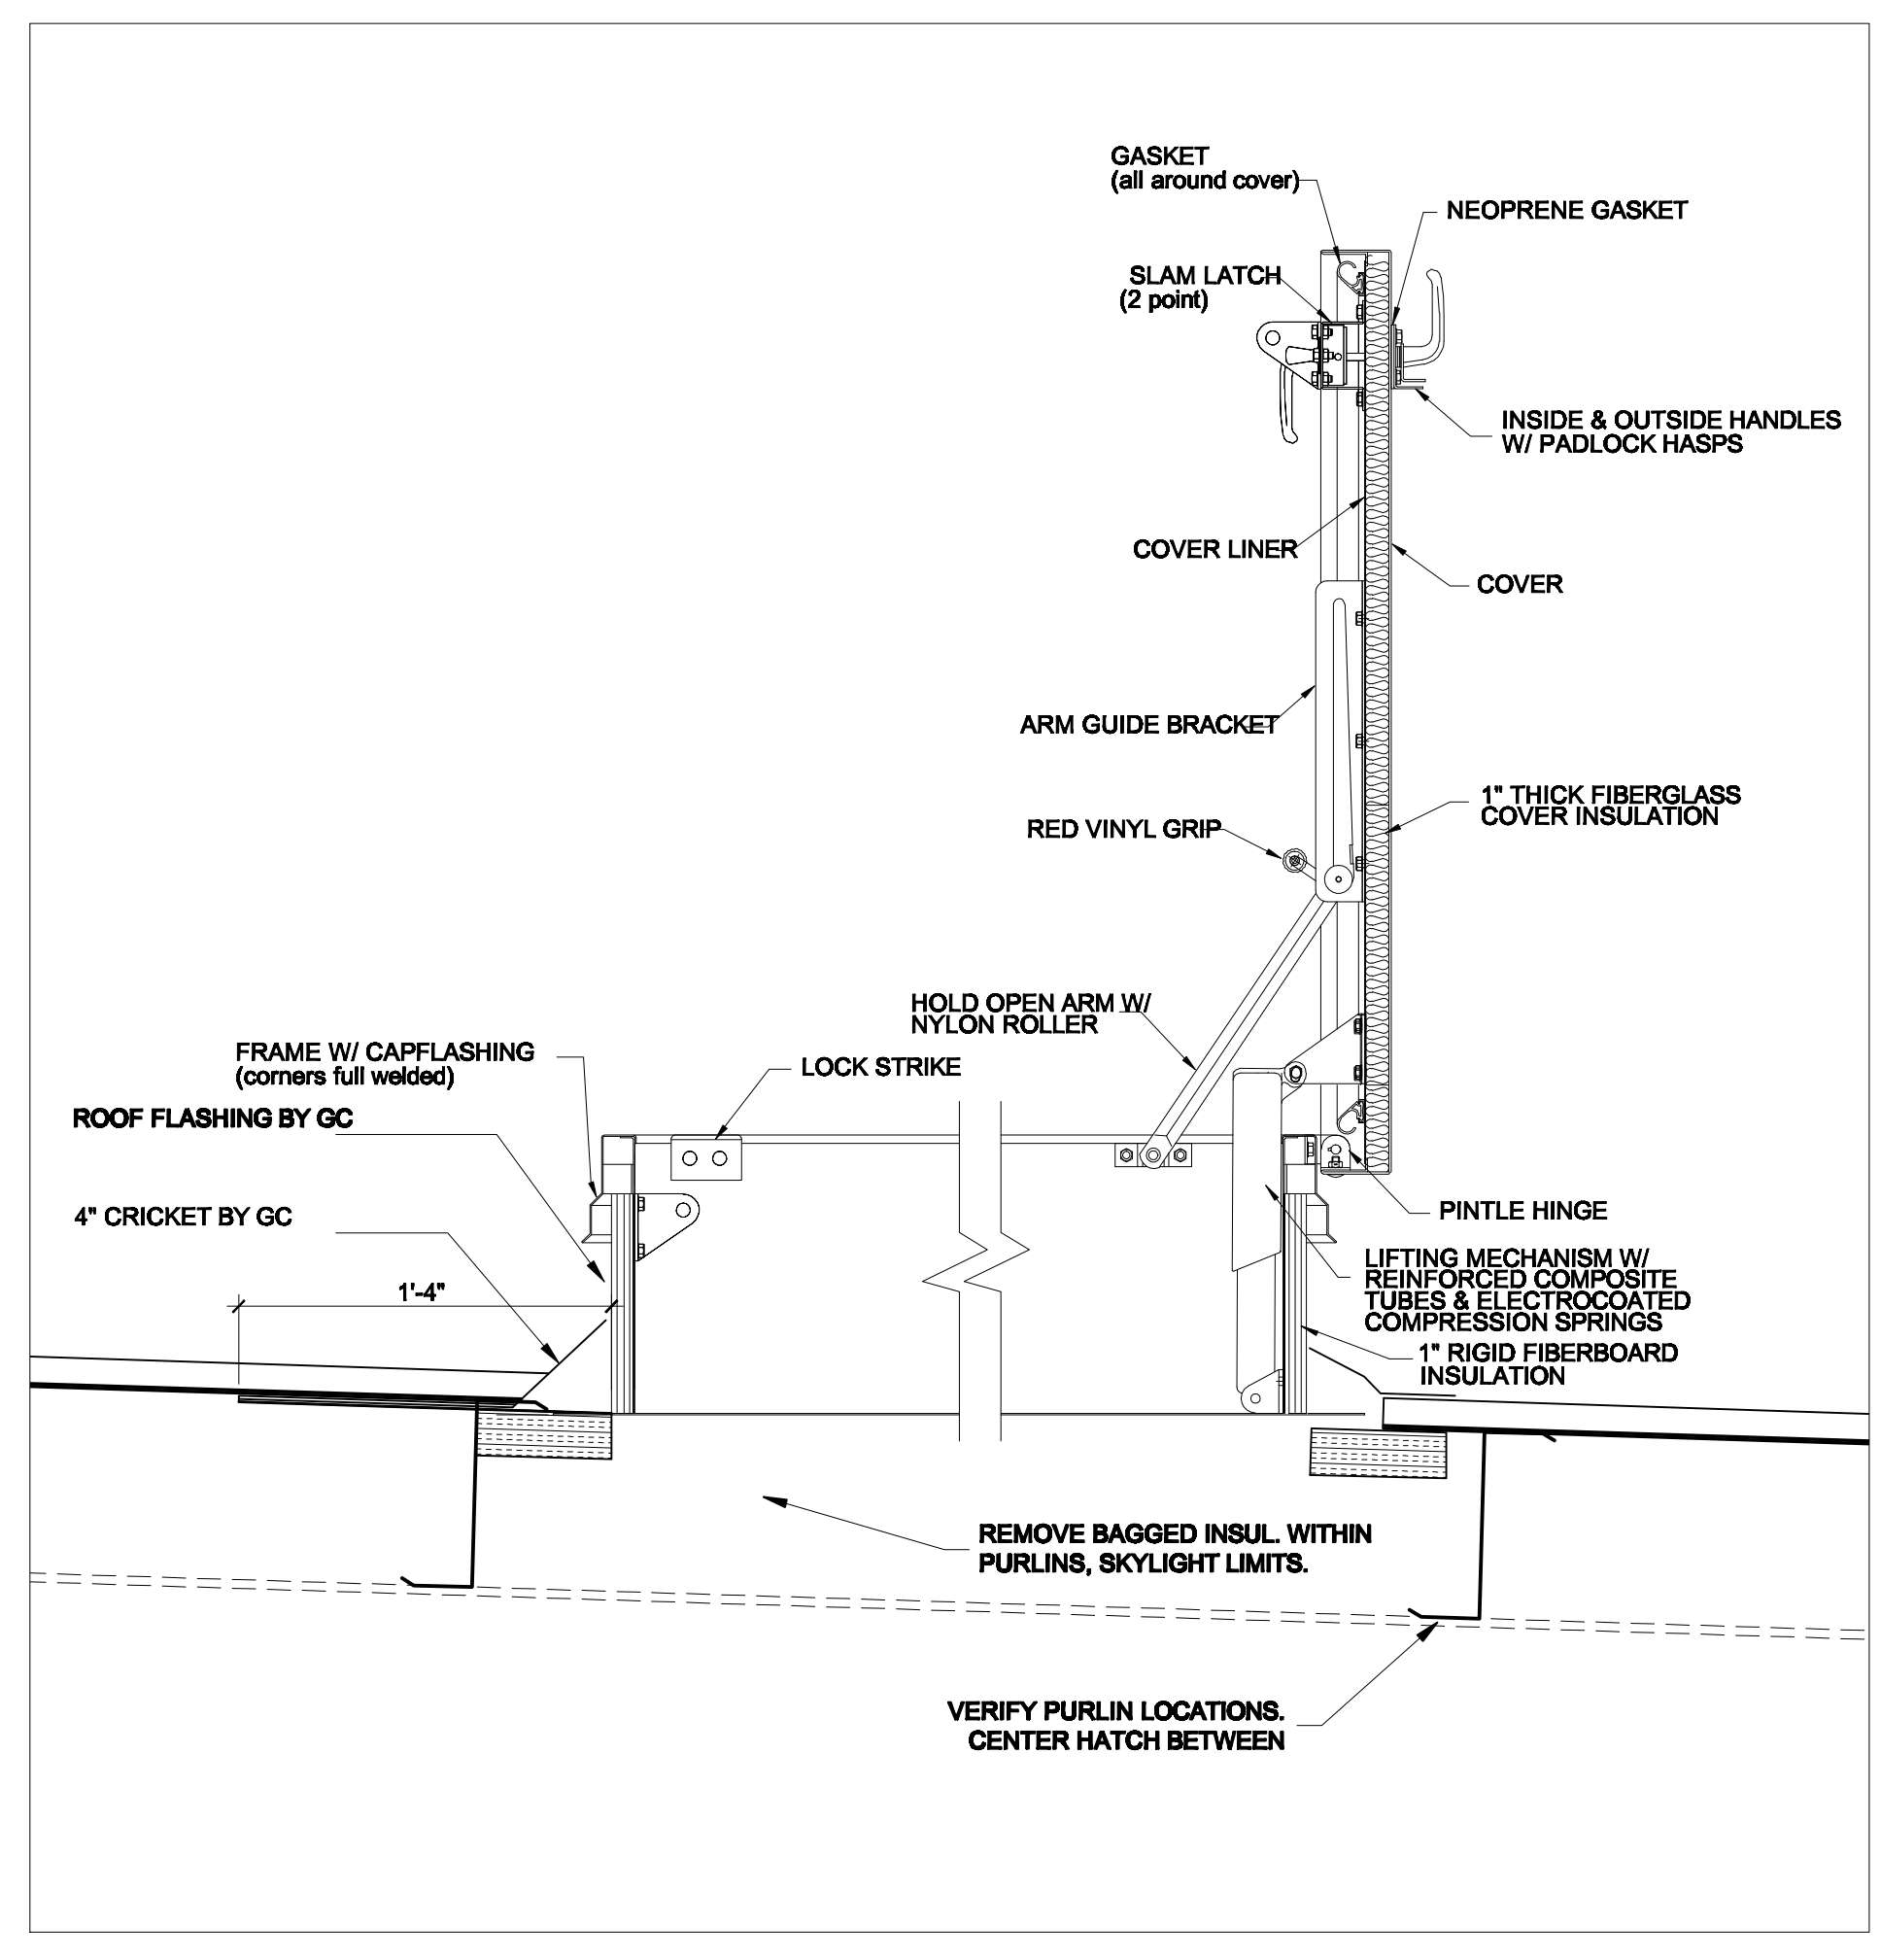 GASKET
(all around cover)
NEOPRENE GASKET
SLAM LATCH
(2 point)
INSIDE & OUTSIDE HANDLES
W/ PADLOCK HASPS
COVER LINER
COVER
ARM GUIDE BRACKET
1" THICK FIBERGLASS
COVER INSULATION
RED VINYL GRIP
HOLD OPEN ARM W/
NYLON ROLLER
FRAME W/ CAPFLASHING
(corners full welded)
LOCK STRIKE
ROOF FLASHING BY GC
4" CRICKET BY GC
PINTLE HINGE
LIFTING MECHANISM W/
REINFORCED COMPOSITE
TUBES & ELECTROCOATED
COMPRESSION SPRINGS
1'-4"
1" RIGID FIBERBOARD
INSULATION
REMOVE BAGGED INSUL. WITHIN
PURLINS, SKYLIGHT LIMITS.
VERIFY PURLIN LOCATIONS.
CENTER HATCH BETWEEN